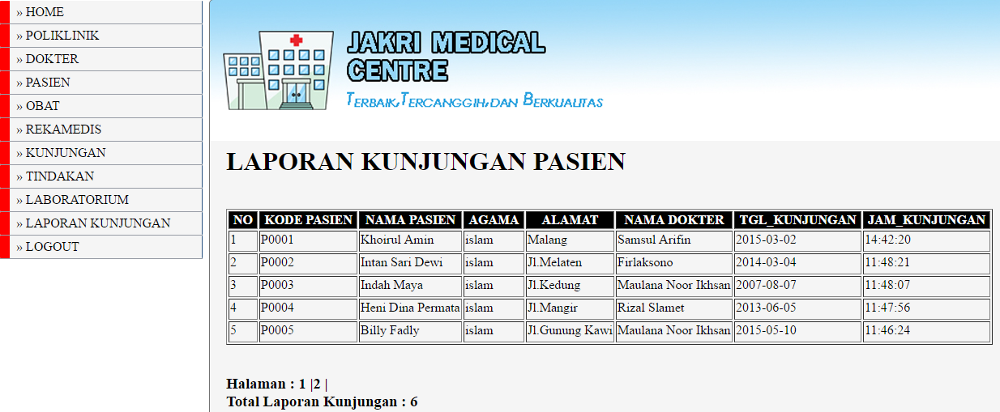 » HOME
» POLIKLINIK
» DOKTER
» PASIEN
» OBAT
» REKAMEDIS
» KUNJUNGAN
» TINDAKAN
» LABORATORIUM
» LAPORAN KUNJUNGAN
» LOGOUT
JAKRI MEDICAL
CENTRE
TERBAIK,TERCANGGIH,DAN BERKUALITAS
LAPORAN KUNJUNGAN PASIEN
NO KODE PASIEN NAMA PASIEN AGAMA ALAMAT NAMA DOKTER TGL_KUNJUNGAN JAM_KUNJUNGAN
1 P0001 Khoirul Amin islam Malang Samsul Arifin 2015-03-02 14:42:20
2 P0002 Intan Sari Dewi islam Jl.Melaten Firlaksono 2014-03-04 11:48:21
3 P0003 Indah Maya islam Jl.Kedung Maulana Noor Ikhsan 2007-08-07 11:48:07
4 P0004 Heni Dina Permata islam Jl.Mangir Rizal Slamet 2013-06-05 11:47:56
5 P0005 Billy Fadly islam Jl.Gunung Kawi Maulana Noor Ikhsan 2015-05-10 11:46:24
Halaman : 1 |2 |
Total Laporan Kunjungan : 6